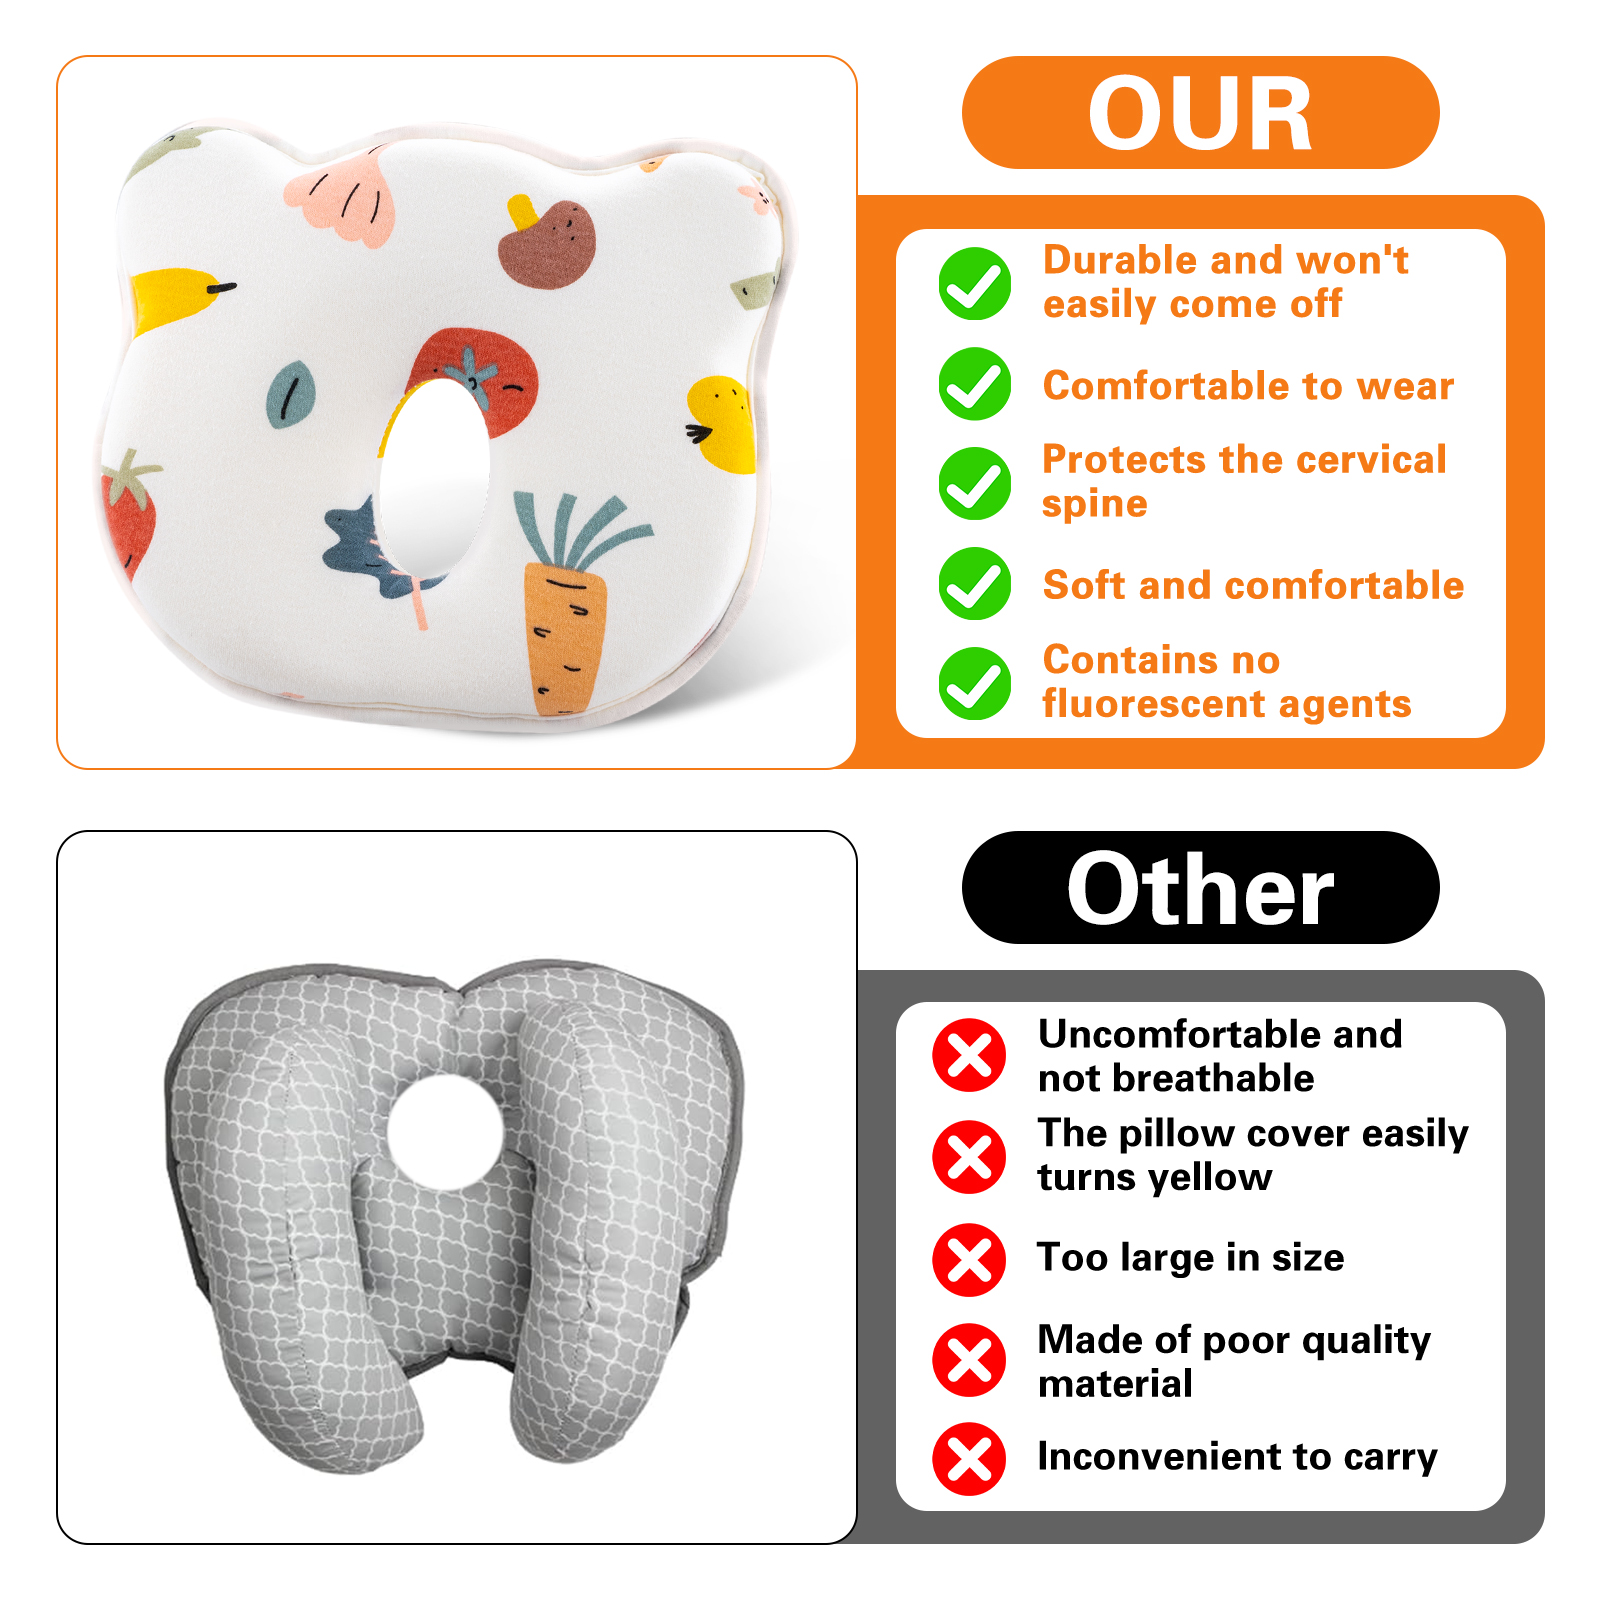 OUR
Durable and won't
easily come off
Comfortable to wear
Protects the cervical
spine
Soft and comfortable
Contains no
fluorescent agents
Other
Uncomfortable and
not breathable
The pillow cover easily
turns yellow
Too large in size
Made of poor quality
material
Inconvenient to carry